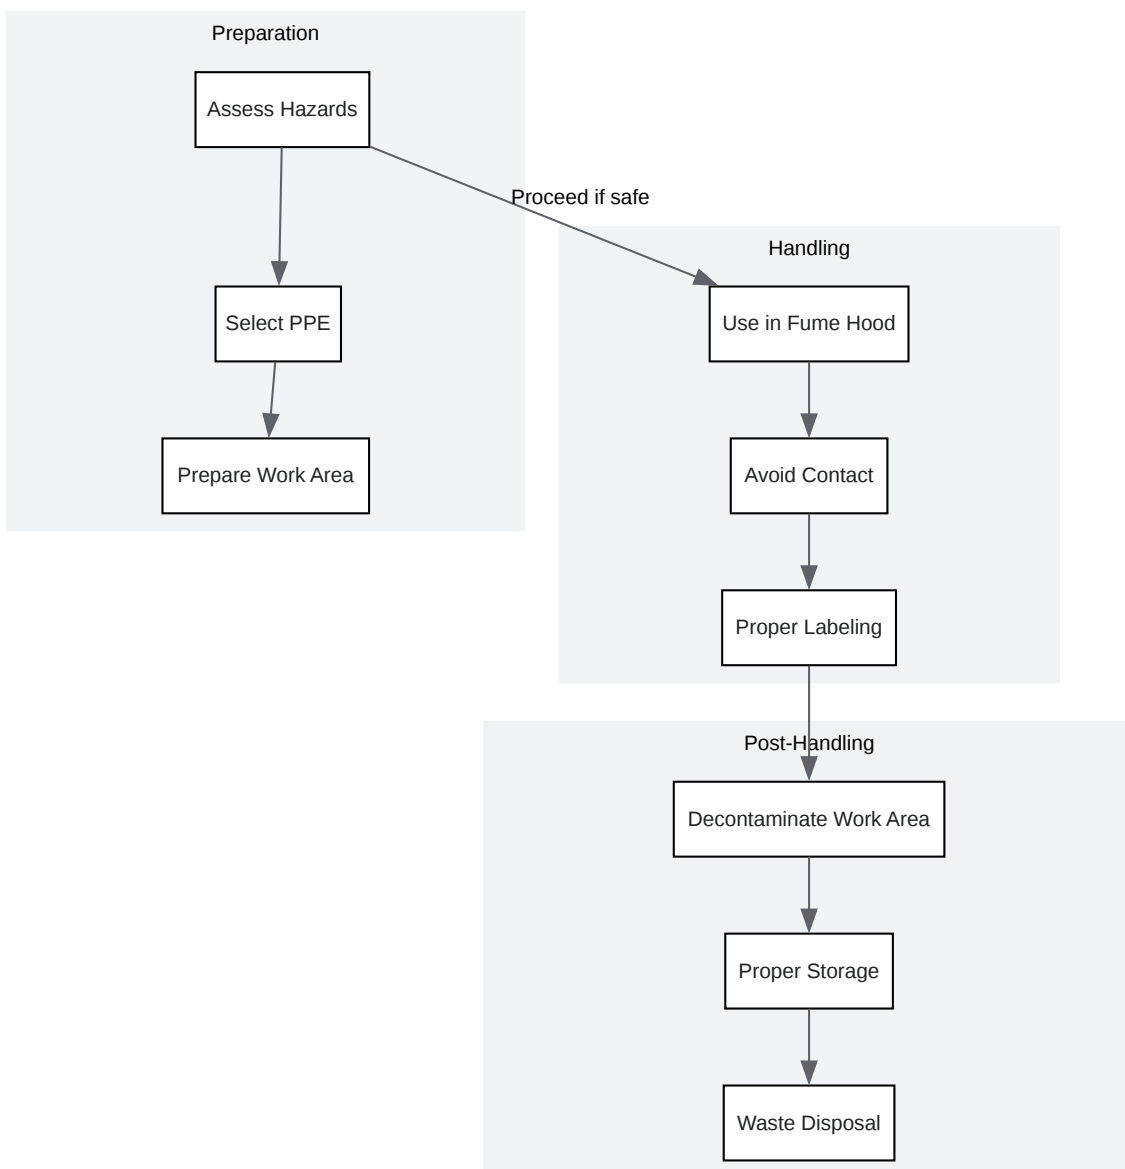 Preparation
Assess Hazards
Proceed if safe
Select PPE
Prepare Work Area
Handling
Use in Fume Hood
Avoid Contact
Proper Labeling
Post-Handling
Decontaminate Work Area
Proper Storage
Waste Disposal